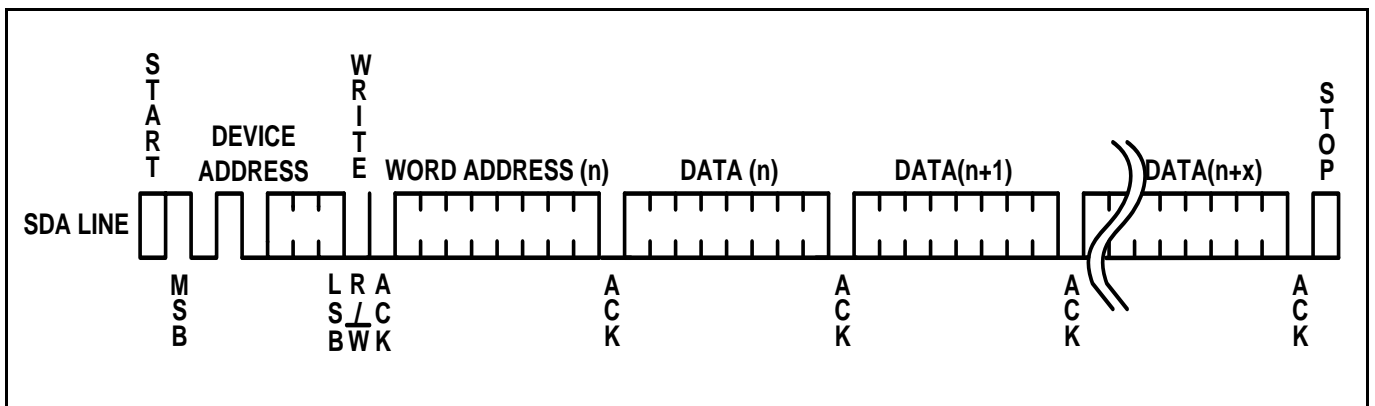 START
DEVICE
ADDRESS
WRITE
WORD ADDRESS (n)
DATA (n)
DATA(n+1)
DATA(n+x)
STOP
SDA LINE
MSB
LSB
R/W
ACK
ACK
ACK
ACK
ACK